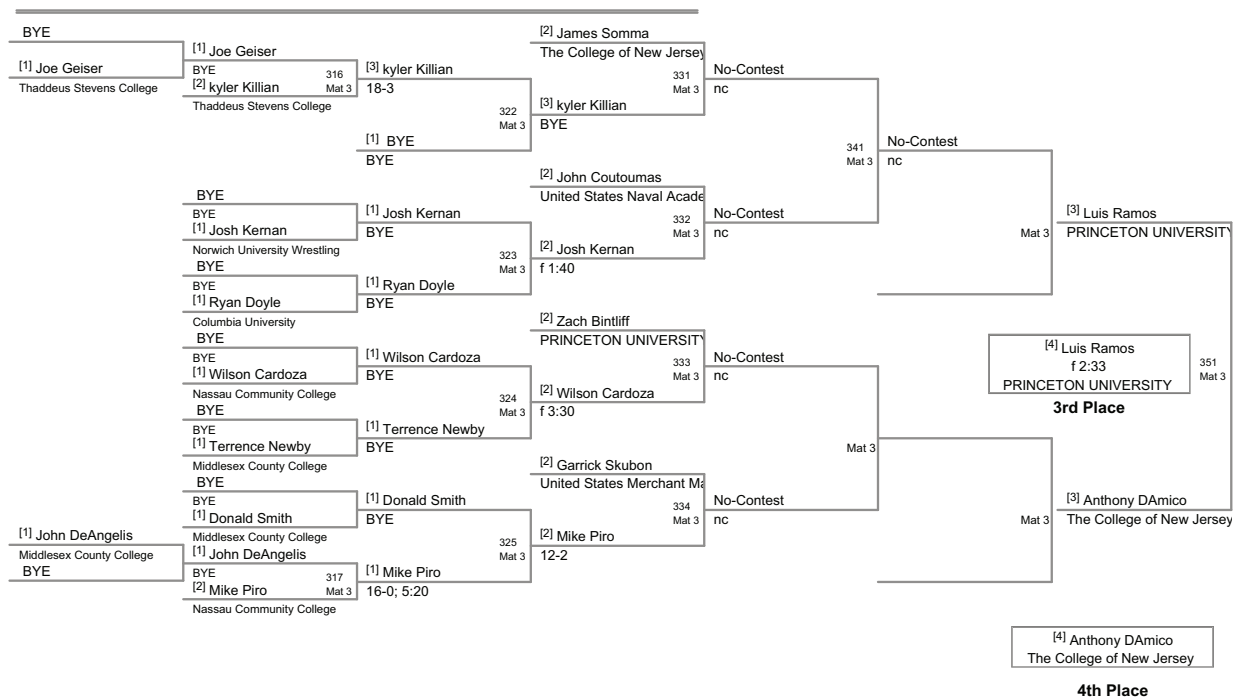 BYE
[1] Joe Geiser
Thaddeus Stevens College
[1] Joe Geiser
BYE
[2] kyler Killian
Thaddeus Stevens College
316
Mat 3
[3] kyler Killian
18-3
[1] BYE
BYE
322
Mat 3
[2] James Somma
The College of New Jersey
[3] kyler Killian
BYE
331
Mat 3
No-Contest
nc
BYE
BYE
[1] Josh Kernan
Norwich University Wrestling
BYE
BYE
[1] Ryan Doyle
Columbia University
[1] Josh Kernan
BYE
[1] Ryan Doyle
BYE
323
Mat 3
[2] John Coutoumas
United States Naval Acade
[2] Josh Kernan
f 1:40
332
Mat 3
No-Contest
nc
341
Mat 3
No-Contest
nc
Mat 3
[3] Luis Ramos
PRINCETON UNIVERSITY
BYE
BYE
[1] Wilson Cardoza
Nassau Community College
BYE
BYE
[1] Terrence Newby
Middlesex County College
[1] Wilson Cardoza
BYE
[1] Terrence Newby
BYE
324
Mat 3
[2] Zach Bintliff
PRINCETON UNIVERSITY
[2] Wilson Cardoza
f 3:30
333
Mat 3
No-Contest
nc
[4] Luis Ramos
f 2:33
PRINCETON UNIVERSITY
3rd Place
351
Mat 3
BYE
BYE
[1] Donald Smith
Middlesex County College
[1] John DeAngelis
Middlesex County College
BYE
[1] John DeAngelis
BYE
[2] Mike Piro
Nassau Community College
317
Mat 3
[1] Donald Smith
BYE
[1] Mike Piro
16-0; 5:20
325
Mat 3
[2] Garrick Skubon
United States Merchant Ma
[2] Mike Piro
12-2
334
Mat 3
No-Contest
nc
Mat 3
Mat 3
[3] Anthony DAmico
The College of New Jersey
[4] Anthony DAmico
The College of New Jersey
4th Place